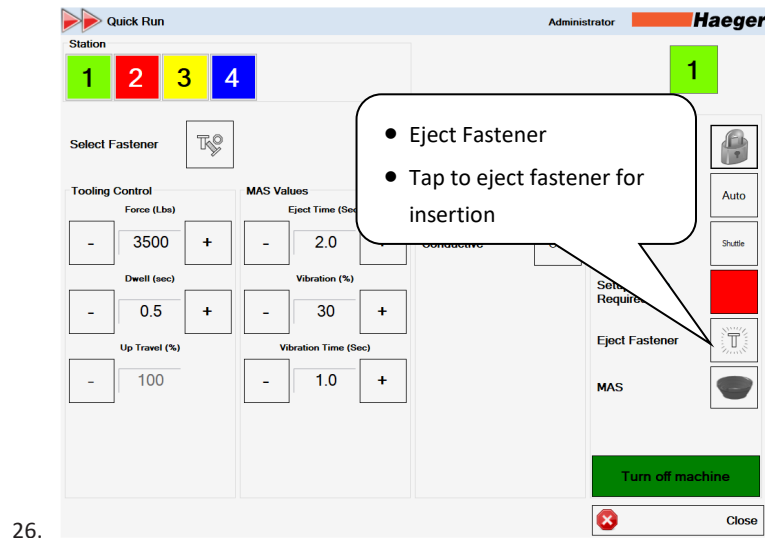 Quick Run
Administrator
Haeger
Station
1 2 3 4
1
• Eject Fastener
• Tap to eject fastener for
insertion
Select Fastener
Tooling Control
MAS Values
Auto
Force (Lbs)
- 3500 +
- 2.0
Shuttle
Dwell (sec)
Vibration (%)
- 0.5 +
- 30 +
Up Travel (%)
Vibration Time (Sec)
Eject Fastener
- 100
- 1.0 +
MAS
Turn off machine
Close
26.